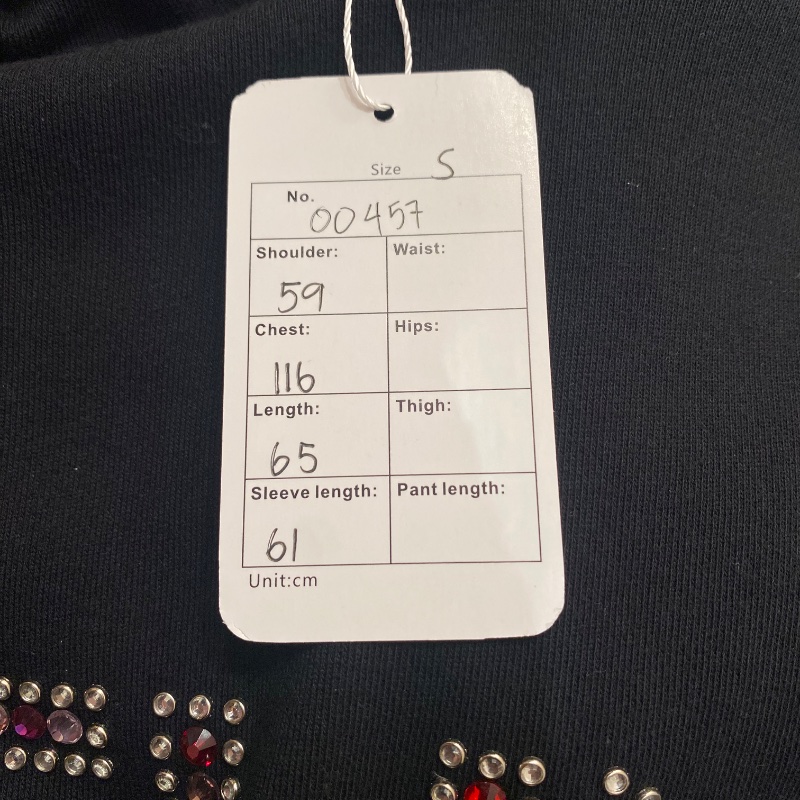 Size S
No. 00457
Shoulder: Waist:
59
Chest: Hips:
116
Length: Thigh:
65
Sleeve length: Pant length:
61
Unit:cm